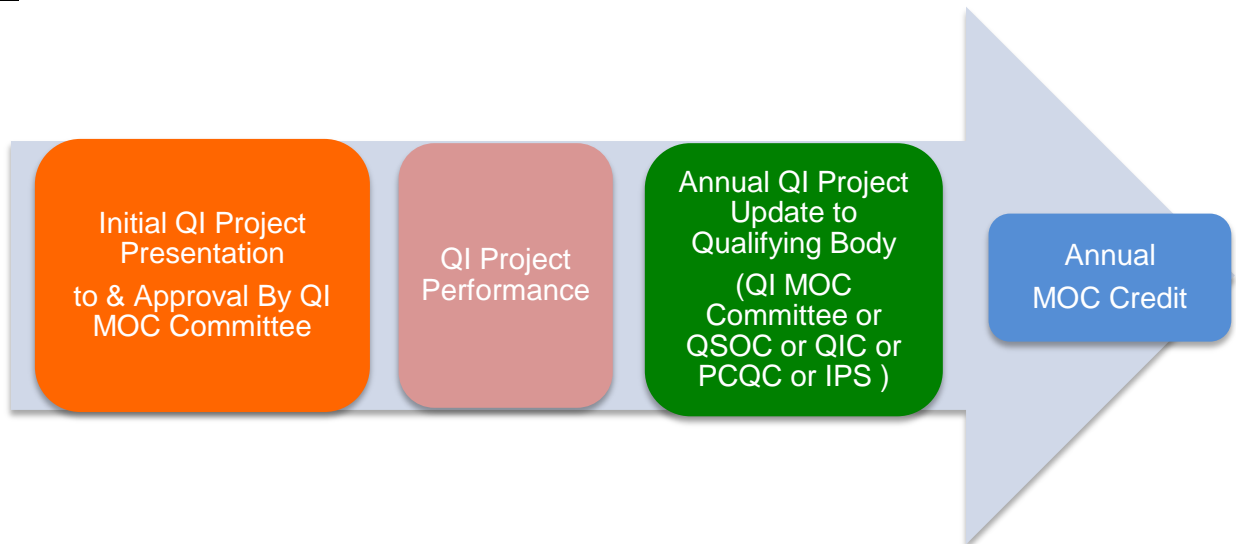 Initial QI Project
Presentation
to & Approval By QI
MOC Committee
QI Project
Performance
Annual QI Project
Update to
Qualifying Body
(QI MOC
Committee or
QSOC or QIC or
PCQC or IPS )
Annual
MOC Credit